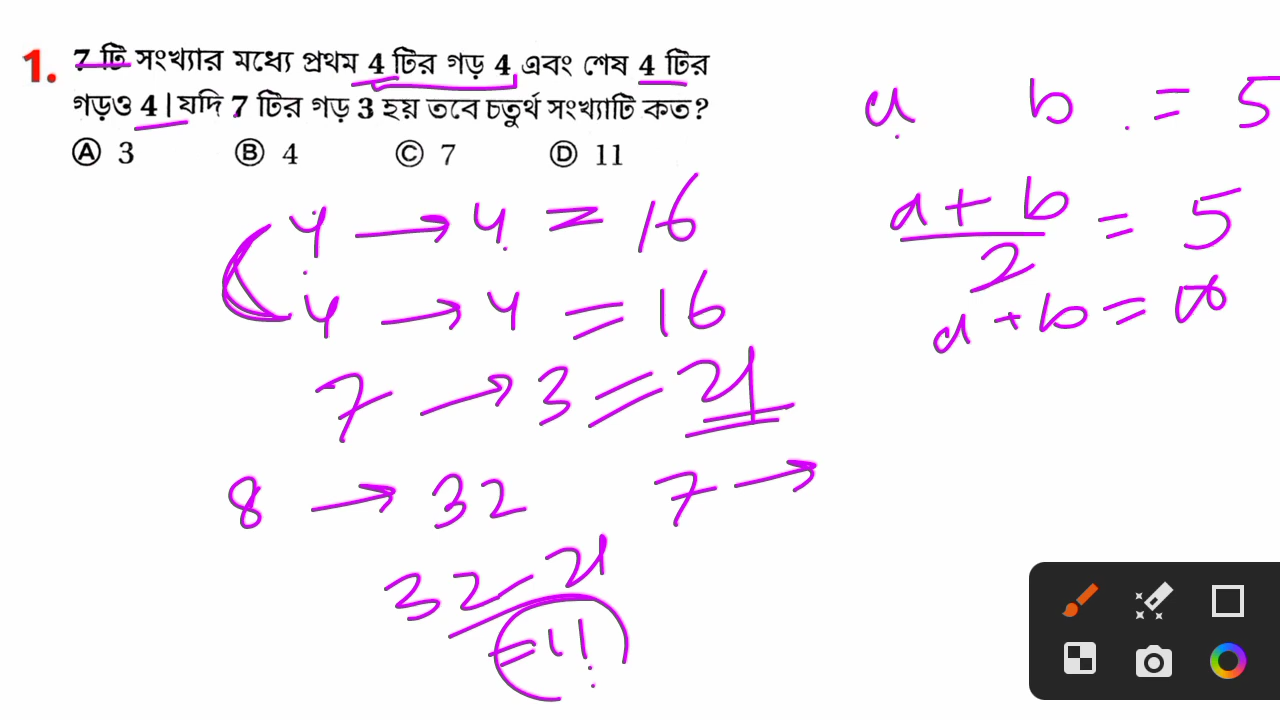 1. 7 টি সংখ্যার মধ্যে প্রথম 4 টির গড় 4 এবং শেষ 4 টির
গড়ও 4। যদি 7 টির গড় 3 হয় তবে চতুর্থ সংখ্যাটি কত?
Ⓐ 3 Ⓑ 4 Ⓒ 7 Ⓓ 11
4 → 4 = 16
4 → 4 = 16
7 → 3 = 21
8 → 32 7 →
32 - 21
= 11
a b = 5
a + b / 2 = 5
a + b =